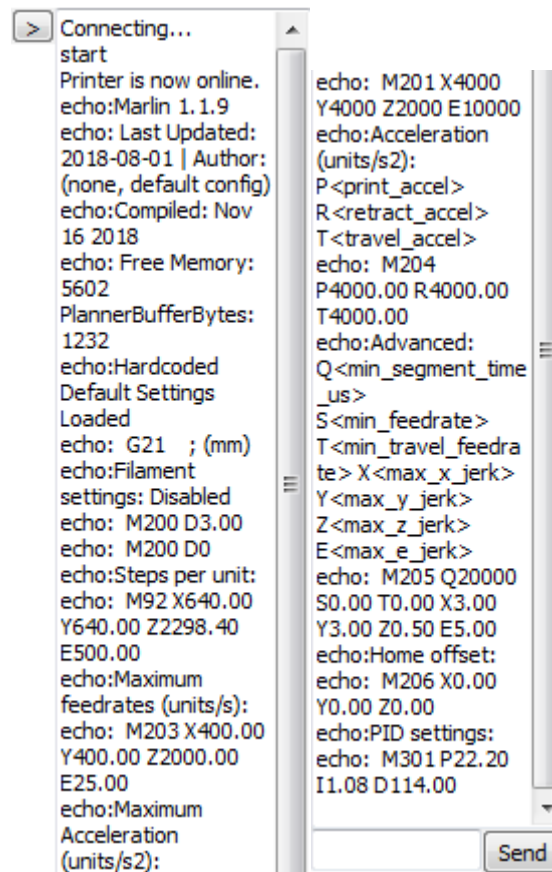 >
Connecting...
start
Printer is now online.
echo:Marlin 1.1.9
echo: Last Updated:
2018-08-01 | Author:
(none, default config)
echo:Compiled: Nov
16 2018
echo: Free Memory:
5602
PlannerBufferBytes:
1232
echo:Hardcoded
Default Settings
Loaded
echo:  G21    ; (mm)
echo:Filament
settings: Disabled
echo:  M200 D3.00
echo:  M200 D0
echo:Steps per unit:
echo:  M92 X640.00
Y640.00 Z2298.40
E500.00
echo:Maximum
feedrates (units/s):
echo:  M203 X400.00
Y400.00 Z2000.00
E25.00
echo:Maximum
Acceleration
(units/s2):
echo:  M201 X4000
Y4000 Z2000 E10000
echo:Acceleration
(units/s2):
P<print_accel>
R<retract_accel>
T<travel_accel>
echo:  M204
P4000.00 R4000.00
T4000.00
echo:Advanced:
Q<min_segment_time
_us>
S<min_feedrate>
T<min_travel_feedra
te> X<max_x_jerk>
Y<max_y_jerk>
Z<max_z_jerk>
E<max_e_jerk>
echo:  M205 Q20000
S0.00 T0.00 X3.00
Y3.00 Z0.50 E5.00
echo:Home offset:
echo:  M206 X0.00
Y0.00 Z0.00
echo:PID settings:
echo:  M301 P22.20
I1.08 D114.00
Send